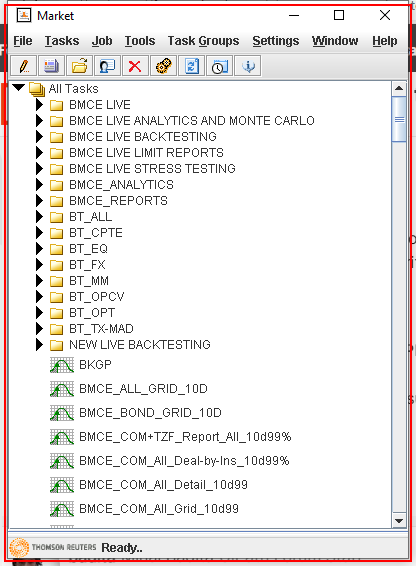 Market
File Tasks Job Tools Task Groups Settings Window Help
All Tasks
BMCE LIVE
BMCE LIVE ANALYTICS AND MONTE CARLO
BMCE LIVE BACKTESTING
BMCE LIVE LIMIT REPORTS
BMCE LIVE STRESS TESTING
BMCE_ANALYTICS
BMCE_REPORTS
BT_ALL
BT_CPTE
BT_EQ
BT_FX
BT_MM
BT_OPCV
BT_OPT
BT_TX-MAD
NEW LIVE BACKTESTING
BKGP
BMCE_ALL_GRID_10D
BMCE_BOND_GRID_10D
BMCE_COM+TZF_Report_All_10d99%
BMCE_COM_All_Deal-by-Ins_10d99%
BMCE_COM_All_Detail_10d99
BMCE_COM_All_Grid_10d99
THOMSON REUTERS Ready..